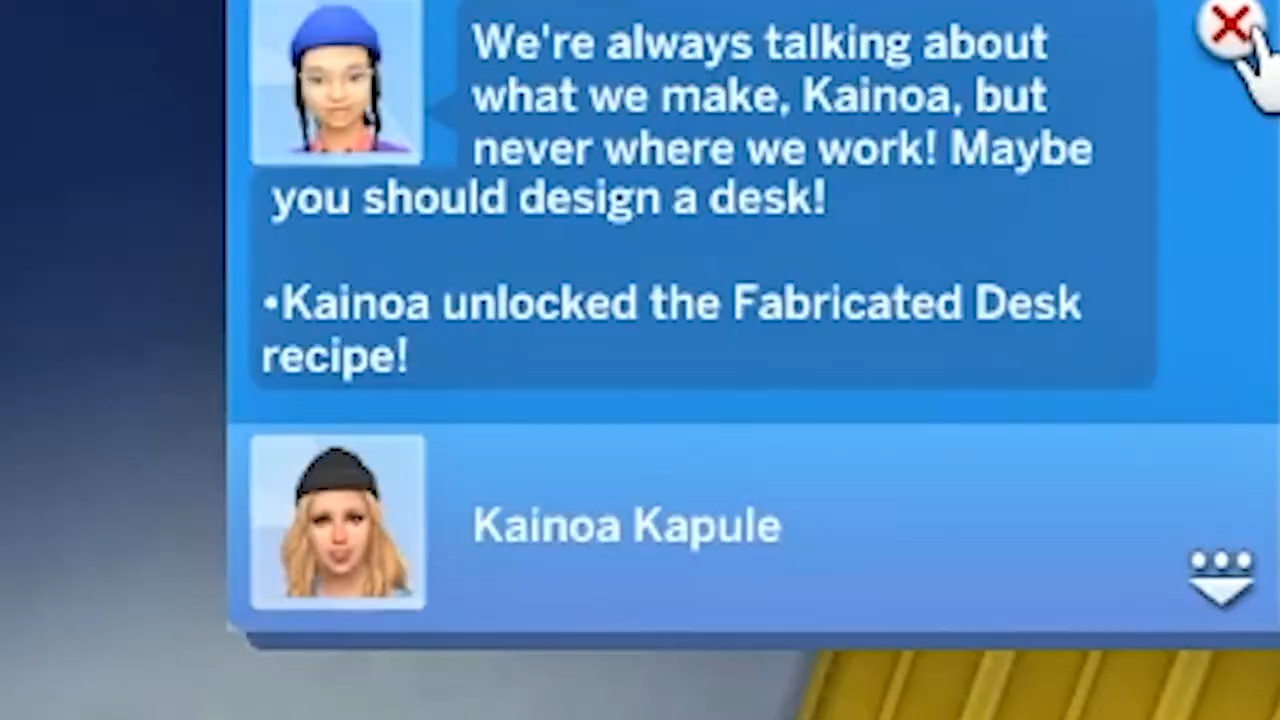 We're always talking about
what we make, Kainoa, but
never where we work! Maybe
you should design a desk!
•Kainoa unlocked the Fabricated Desk
recipe!
Kainoa Kapule